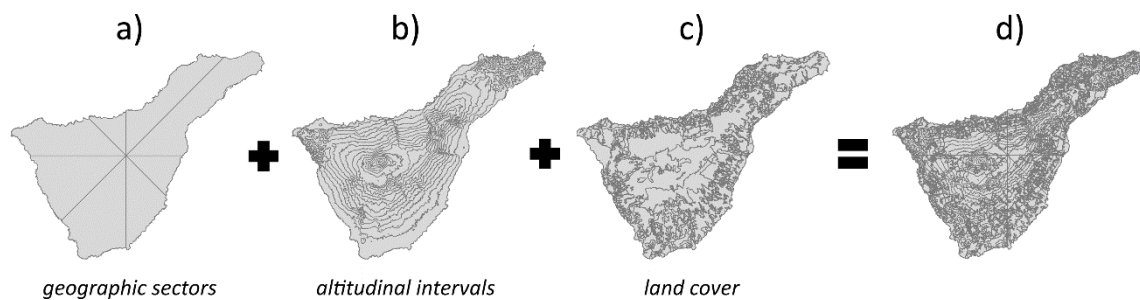 a) b) c) d)
geographic sectors altitudinal intervals land cover